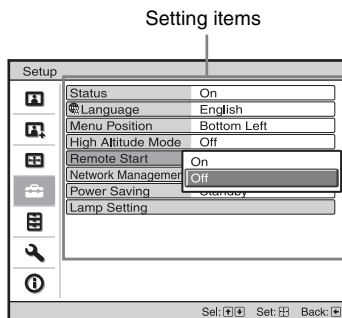 Setting items
Setup
Status On
Language English
Menu Position Bottom Left
High Altitude Mode Off
Remote Start On
Network Managemen Off
Power Saving Standby
Lamp Setting
Sel: Set: Back: